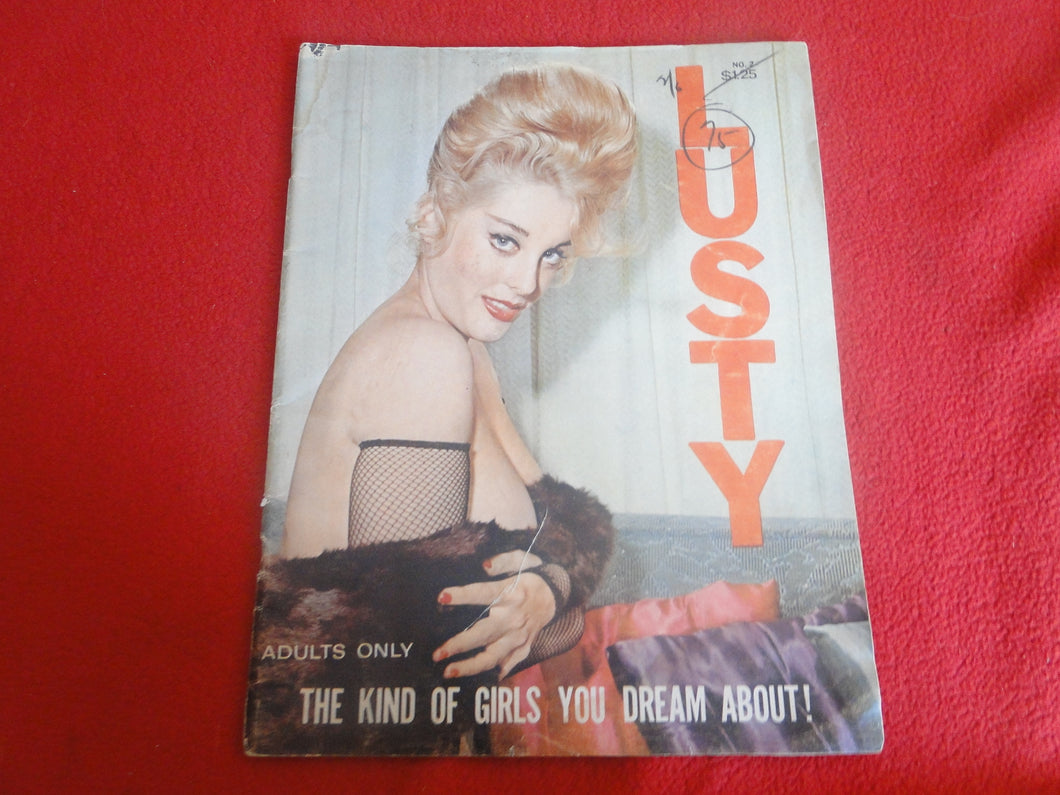 NO. 2
$1.25
75
LUSTY
ADULTS ONLY
THE KIND OF GIRLS YOU DREAM ABOUT!